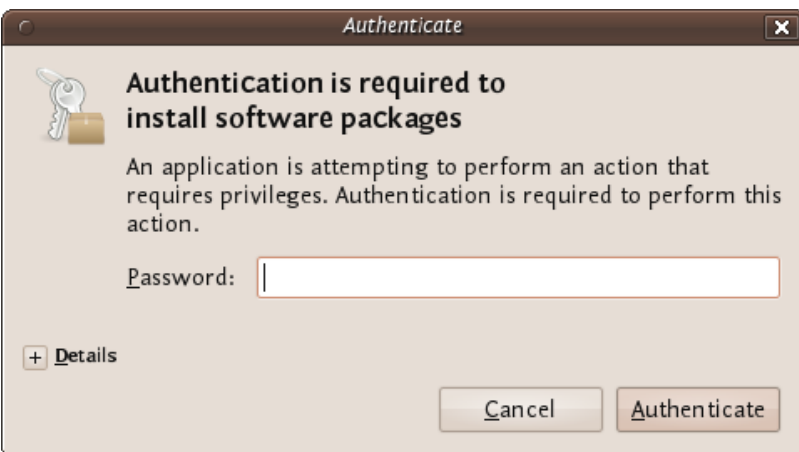 Authenticate
Authentication is required to
install software packages
An application is attempting to perform an action that
requires privileges. Authentication is required to perform this
action.
Password:
Details
Cancel
Authenticate